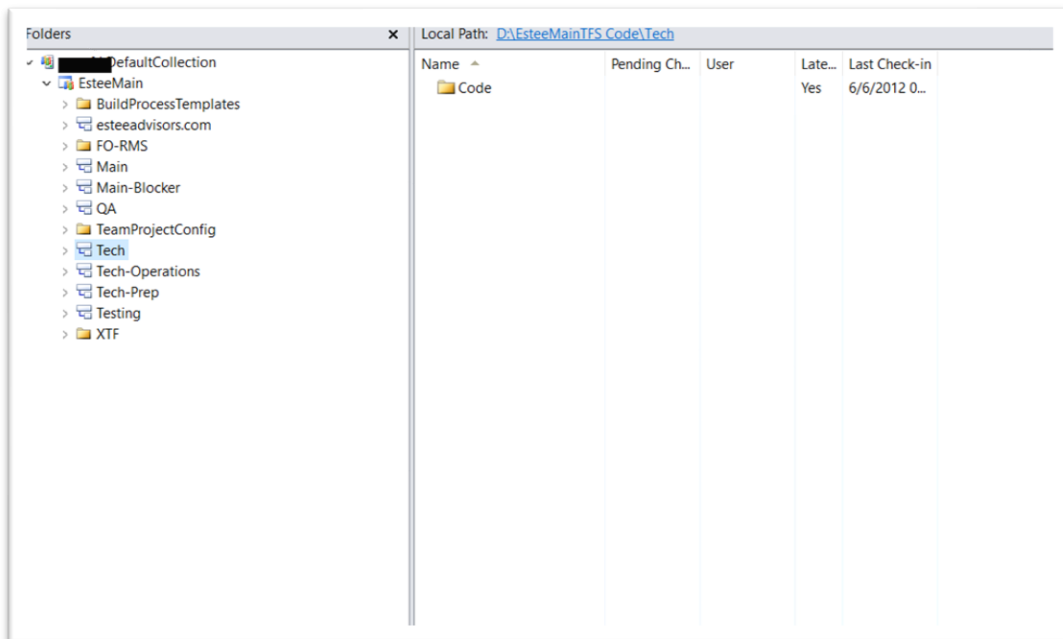 Folders
DefaultCollection
EsteeMain
BuildProcessTemplates
esteeadvisors.com
FO-RMS
Main
Main-Blocker
QA
TeamProjectConfig
Tech
Tech-Operations
Tech-Prep
Testing
XTF
Local Path: D:\EsteeMainTFS Code\Tech
Name Pending Ch... User Late... Last Check-in
Code Yes 6/6/2012 0...